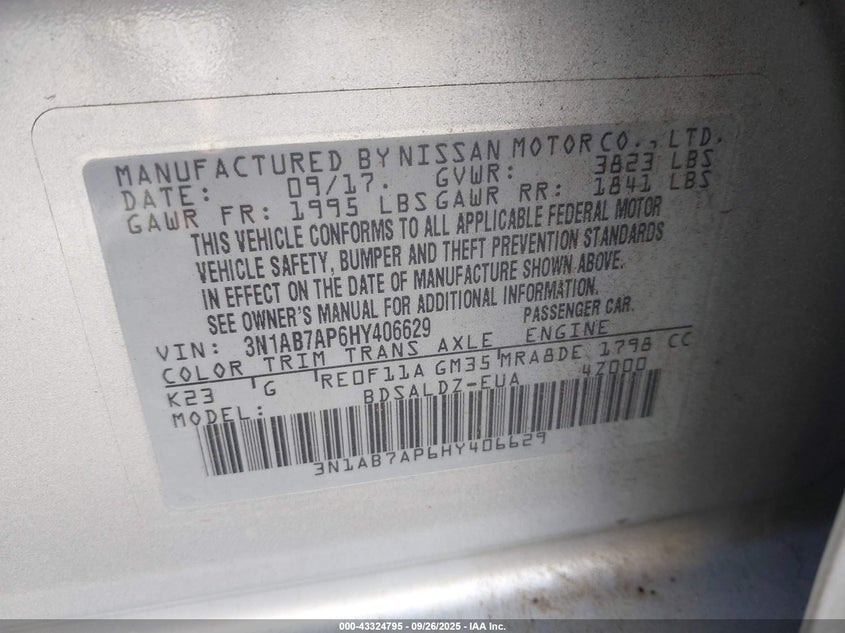 MANUFACTURED BY NISSAN MOTOR CO., LTD.
DATE: 09/17. GVWR: 3823 LBS
GAWR FR: 1995 LBS GAWR RR: 1841 LBS
THIS VEHICLE CONFORMS TO ALL APPLICABLE FEDERAL MOTOR
VEHICLE SAFETY, BUMPER AND THEFT PREVENTION STANDARDS
IN EFFECT ON THE DATE OF MANUFACTURE SHOWN ABOVE.
SEE OWNER'S MANUAL FOR ADDITIONAL INFORMATION.
VIN: 3N1AB7AP6HY406629 PASSENGER CAR.
COLOR TRIM TRANS AXLE ENGINE
K23 G RE0F11A GM35 MRA8DE 1798 CC
MODEL: BDSALDZ-EUA 4Z000
3N1AB7AP6HY406629
000-43324795 - 09/26/2025 - IAA Inc.